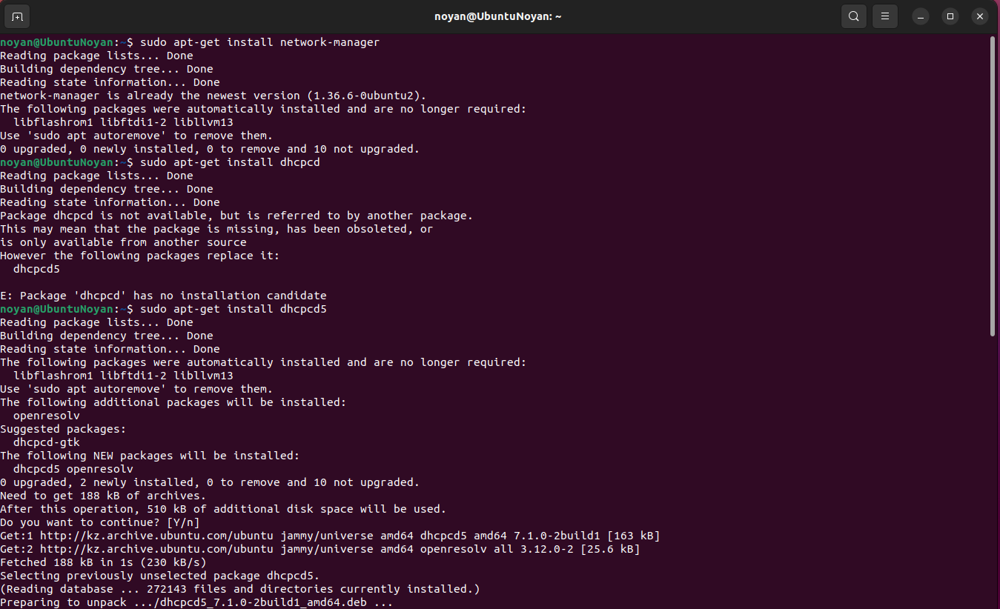 noyan@UbuntuNoyan: ~
noyan@UbuntuNoyan:~$ sudo apt-get install network-manager
Reading package lists... Done
Building dependency tree... Done
Reading state information... Done
network-manager is already the newest version (1.36.6-0ubuntu2).
The following packages were automatically installed and are no longer required:
  libflashrom1 libftdi1-2 libllvm13
Use 'sudo apt autoremove' to remove them.
0 upgraded, 0 newly installed, 0 to remove and 10 not upgraded.
noyan@UbuntuNoyan:~$ sudo apt-get install dhcpcd
Reading package lists... Done
Building dependency tree... Done
Reading state information... Done
Package dhcpcd is not available, but is referred to by another package.
This may mean that the package is missing, has been obsoleted, or
is only available from another source
However the following packages replace it:
  dhcpcd5
E: Package 'dhcpcd' has no installation candidate
noyan@UbuntuNoyan:~$ sudo apt-get install dhcpcd5
Reading package lists... Done
Building dependency tree... Done
Reading state information... Done
The following packages were automatically installed and are no longer required:
  libflashrom1 libftdi1-2 libllvm13
Use 'sudo apt autoremove' to remove them.
The following additional packages will be installed:
  openresolv
Suggested packages:
  dhcpcd-gtk
The following NEW packages will be installed:
  dhcpcd5 openresolv
0 upgraded, 2 newly installed, 0 to remove and 10 not upgraded.
Need to get 188 kB of archives.
After this operation, 510 kB of additional disk space will be used.
Do you want to continue? [Y/n]
Get:1 http://kz.archive.ubuntu.com/ubuntu jammy/universe amd64 dhcpcd5 amd64 7.1.0-2build1 [163 kB]
Get:2 http://kz.archive.ubuntu.com/ubuntu jammy/universe amd64 openresolv all 3.12.0-2 [25.6 kB]
Fetched 188 kB in 1s (230 kB/s)
Selecting previously unselected package dhcpcd5.
(Reading database ... 272143 files and directories currently installed.)
Preparing to unpack .../dhcpcd5_7.1.0-2build1_amd64.deb ...